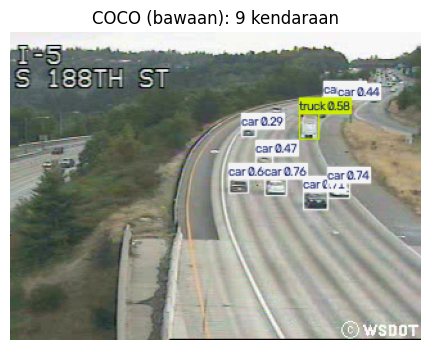 COCO (bawaan): 9 kendaraan
I-5
S 188TH ST
car 0.44
truck 0.58
car 0.29
car 0.47
car 0.76
car 0.74
car 0.71
© WSDOT